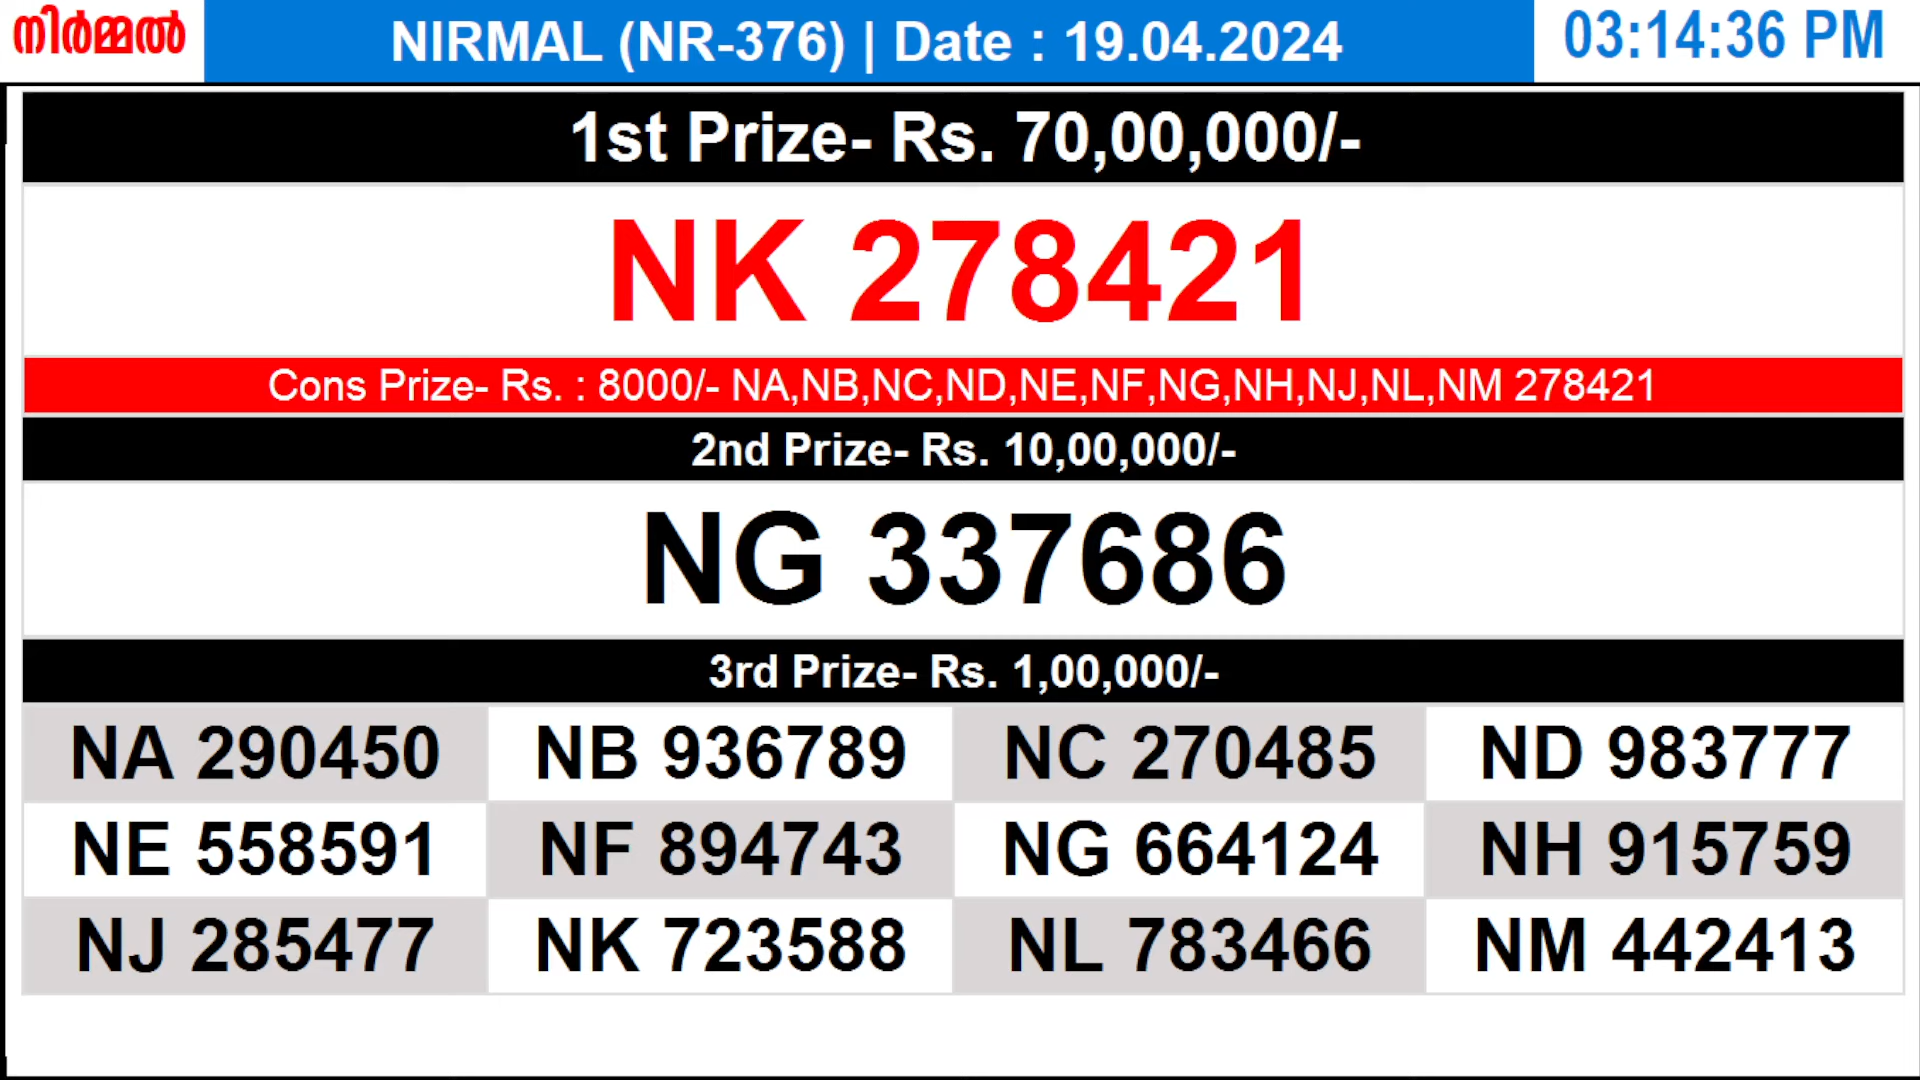 നിർമ്മൽ
NIRMAL (NR-376) | Date : 19.04.2024
03:14:36 PM
1st Prize- Rs. 70,00,000/-
NK 278421
Cons Prize- Rs. : 8000/- NA,NB,NC,ND,NE,NF,NG,NH,NJ,NL,NM 278421
2nd Prize- Rs. 10,00,000/-
NG 337686
3rd Prize- Rs. 1,00,000/-
NA 290450 NB 936789 NC 270485 ND 983777
NE 558591 NF 894743 NG 664124 NH 915759
NJ 285477 NK 723588 NL 783466 NM 442413